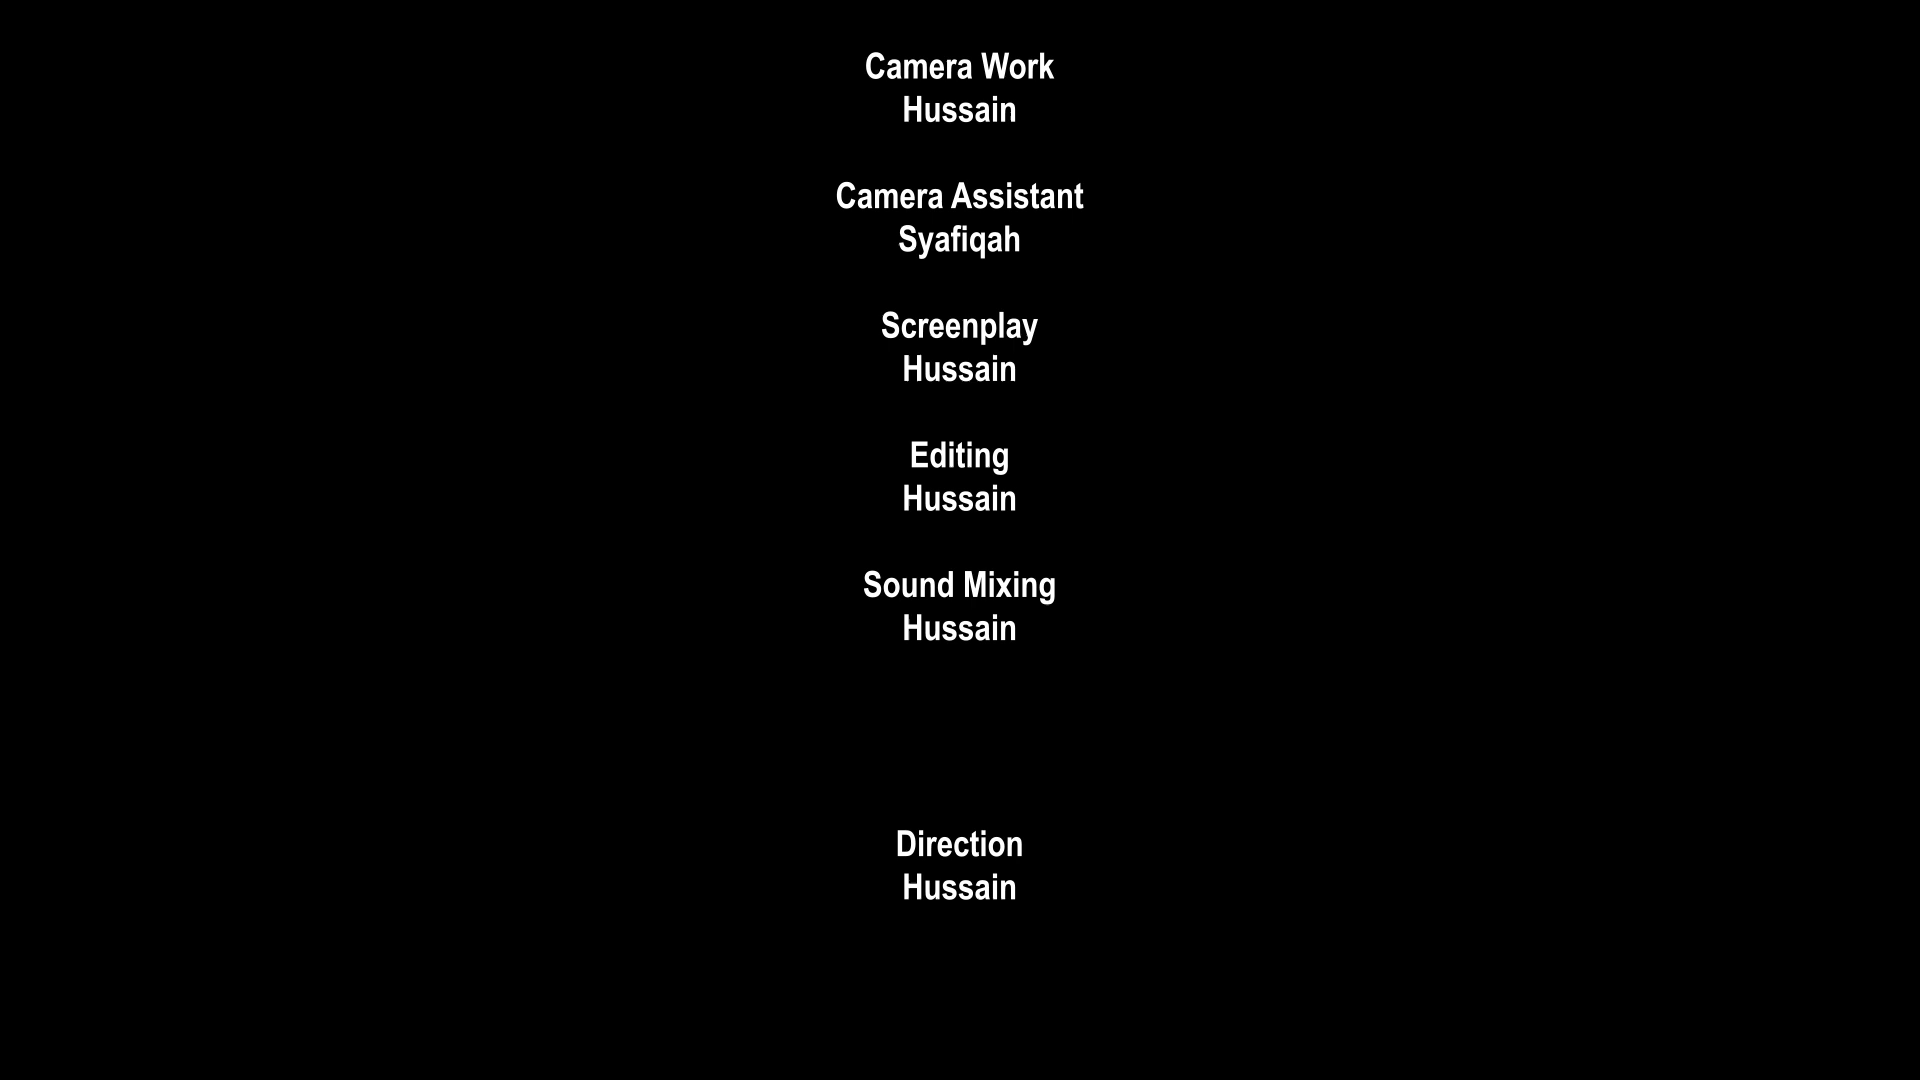 Camera Work
Hussain
Camera Assistant
Syafiqah
Screenplay
Hussain
Editing
Hussain
Sound Mixing
Hussain
Direction
Hussain